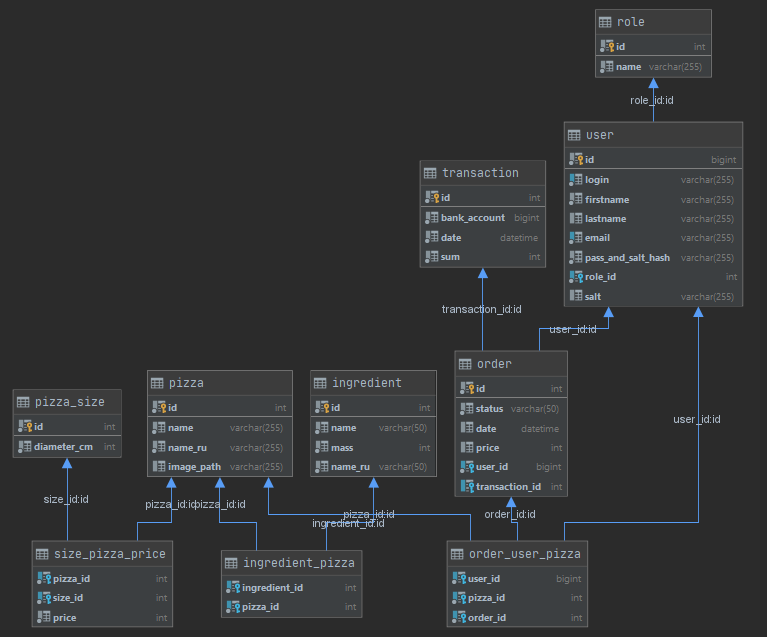 role
id int
name varchar(255)
role_id:id
user
id bigint
login varchar(255)
firstname varchar(255)
lastname varchar(255)
email varchar(255)
pass_and_salt_hash varchar(255)
role_id int
salt varchar(255)
transaction
id int
bank_account bigint
date datetime
sum int
transaction_id:id
user_id:id
order
id int
status varchar(50)
date datetime
price int
user_id bigint
transaction_id int
pizza
id int
name varchar(255)
name_ru varchar(255)
image_path varchar(255)
ingredient
id int
name varchar(50)
mass int
name_ru varchar(50)
pizza_size
id int
diameter_cm int
user_id:id
size_id:id
pizza_id:id
pizza_id:id
pizza_id:id
ingredient_id:id
order_id:id
size_pizza_price
pizza_id int
size_id int
price int
ingredient_pizza
ingredient_id int
pizza_id int
order_user_pizza
user_id bigint
pizza_id int
order_id int